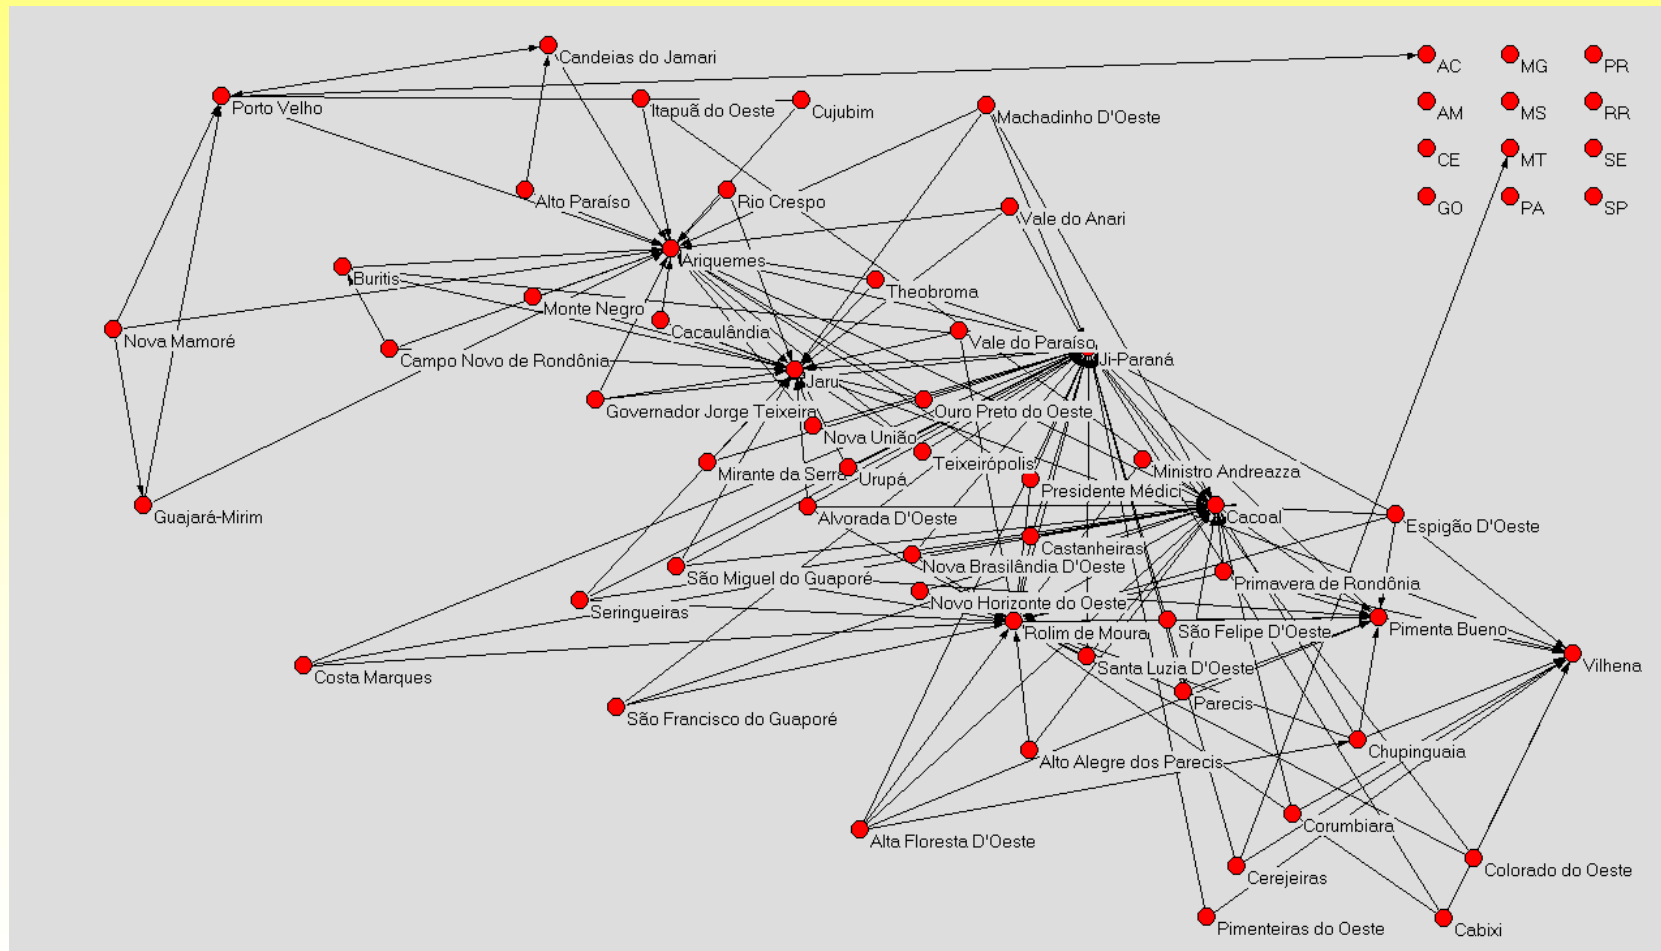 Candeias do Jamari
AC
MG
PR
Porto Velho
Itapuã do Oeste
Cujubim
Machadinho D'Oeste
AM
MS
RR
CE
MT
SE
Alto Paraíso
Rio Crespo
Vale do Anari
GO
PA
SP
Ariquemes
Buritis
Theobroma
Monte Negro
Cacaulândia
Nova Mamoré
Vale do Paraíso
Campo Novo de Rondônia
Ji-Paraná
Jaru
Governador Jorge Teixeira
Ouro Preto do Oeste
Nova União
Mirante da Serra
Urupá
Teixeirópolis
Ministro Andreazza
Presidente Médici
Guajará-Mirim
Alvorada D'Oeste
Cacoal
Espigão D'Oeste
Castanheiras
Nova Brasilândia D'Oeste
São Miguel do Guaporé
Primavera de Rondônia
Seringueiras
Novo Horizonte do Oeste
Rolim de Moura
São Felipe D'Oeste
Pimenta Bueno
Costa Marques
Santa Luzia D'Oeste
Vilhena
São Francisco do Guaporé
Parecis
Alto Alegre dos Parecis
Chupinguaia
Alta Floresta D'Oeste
Corumbiara
Cerejeiras
Colorado do Oeste
Pimenteiras do Oeste
Cabixi